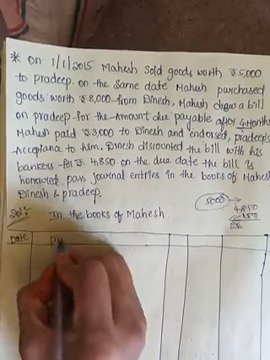 * On 1/1/2015 Mahesh Sold goods worth ₹5,000
to pradeep. on the Same date Mahesh purchased
goods worth ₹8,000 from Dinesh, Mahesh drew a bill
on pradeep for the Amount due payable after 4 Months
Mahesh paid ₹3,000 to Dinesh and endorsed, pradeep's
Acceptance to him. Dinesh discounted the bill with his
bankers for ₹ 4,850 on the due date the bill is
honoured. pass journal entries in the books of Mahesh
Dinesh & pradeep.
5000
4,850
Sol:- In the books of Mahesh
Date